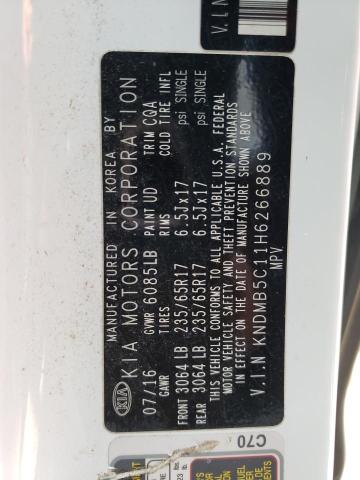 MANUFACTURED IN KOREA BY
KIA MOTORS CORPORATION
KIA
07/16 GVWR 6085LB PAINT UD TRIM CQA
GAWR TIRES RIMS COLD TIRE INFL
FRONT 3064 LB 235/65R17 6.5Jx17 psi SINGLE
REAR 3064 LB 235/65R17 6.5Jx17 psi SINGLE
THIS VEHICLE CONFORMS TO ALL APPLICABLE U.S.A. FEDERAL
MOTOR VEHICLE SAFETY AND THEFT PREVENTION STANDARDS
IN EFFECT ON THE DATE OF MANUFACTURE SHOWN ABOVE
V.I.N KNDMB5C11H6266889
MPV
C70
V.I.N